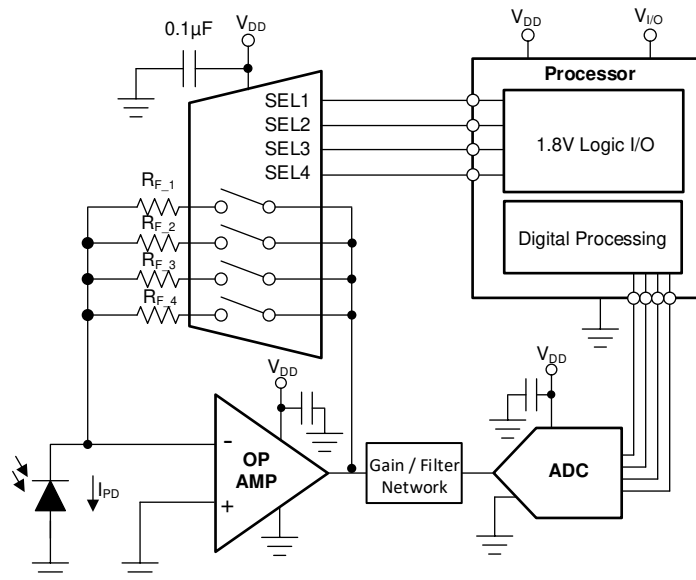 0.1µF
VDD
VDD
VI/O
Processor
SEL1
SEL2
SEL3
SEL4
1.8V Logic I/O
Digital Processing
RF_1
RF_2
RF_3
RF_4
VDD
VDD
-
+
OP
AMP
IPD
Gain / Filter
Network
ADC